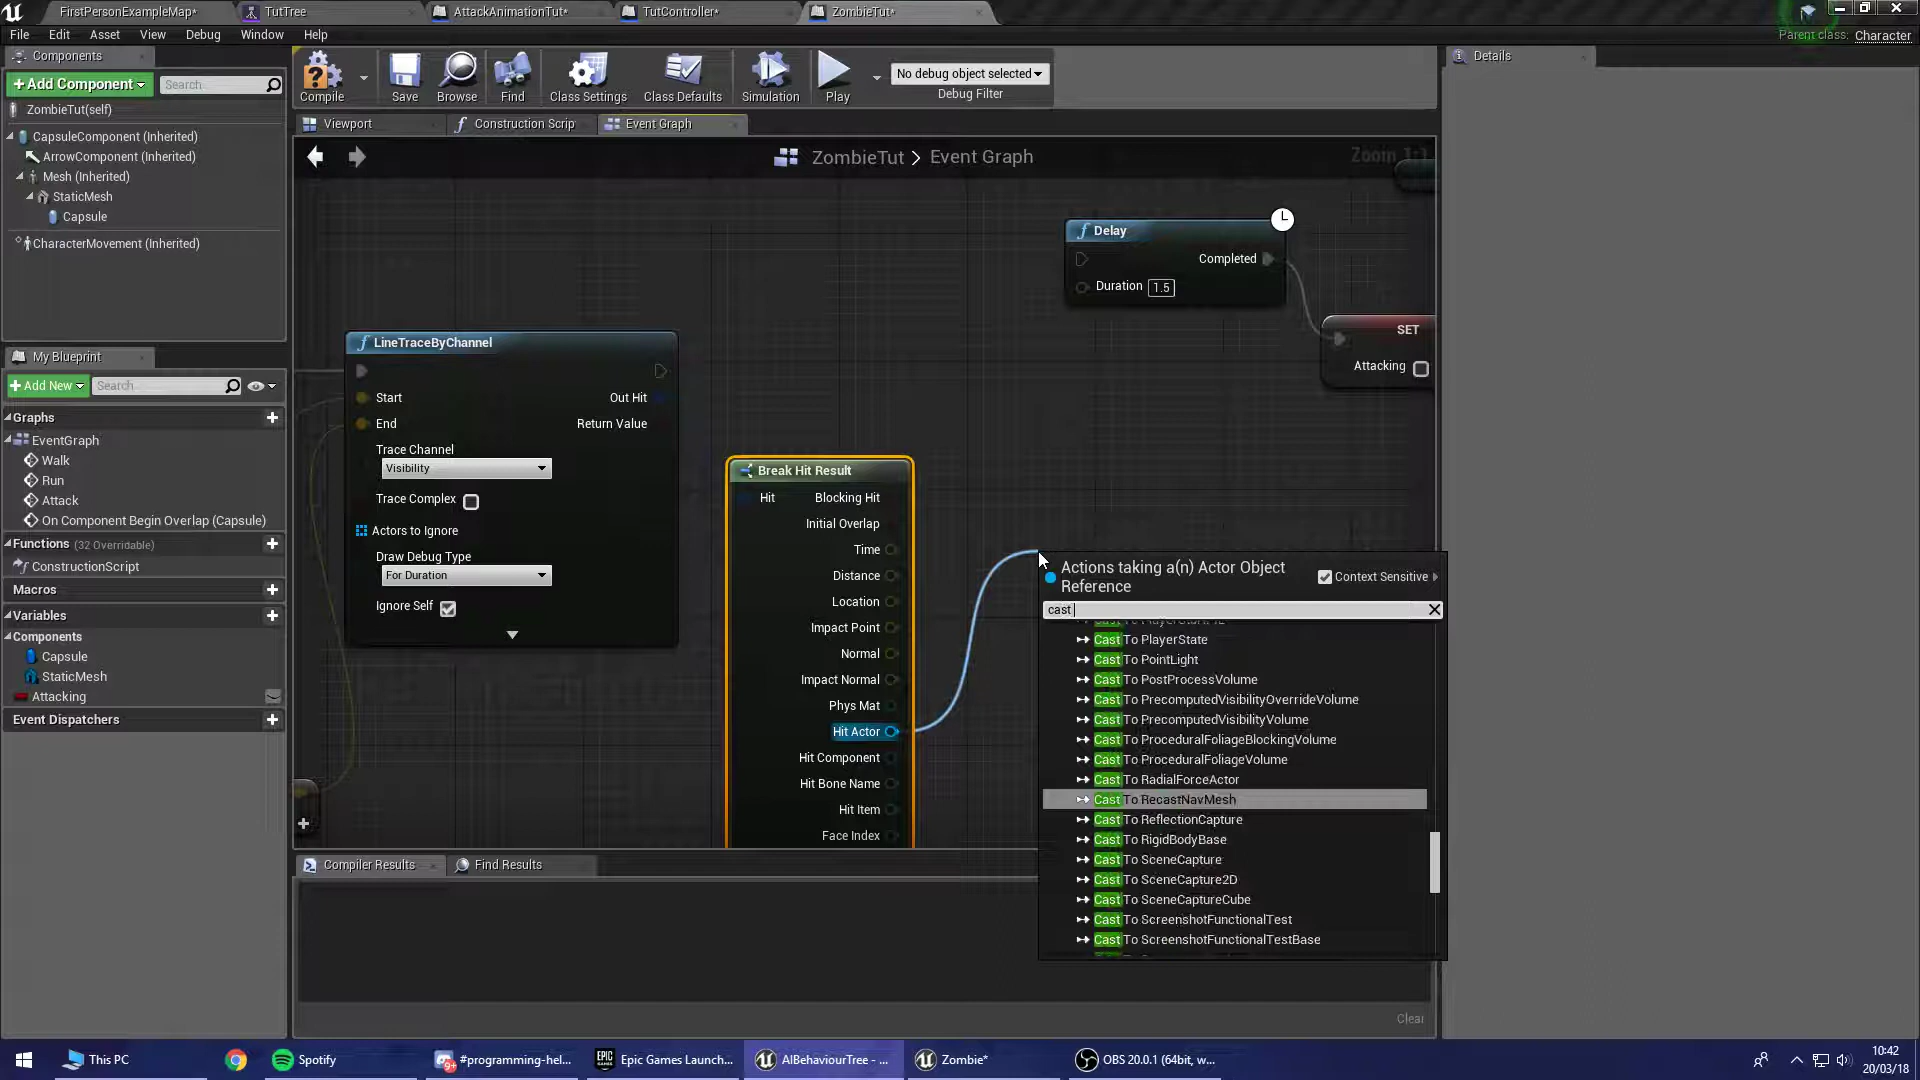 FirstPersonExampleMap*
TutTree
AttackAnimationTut*
TutController*
ZombieTut*
File Edit Asset View Debug Window Help
Parent class: Character
Components
+Add Component
Search
ZombieTut(self)
CapsuleComponent (Inherited)
ArrowComponent (Inherited)
Mesh (Inherited)
StaticMesh
Capsule
CharacterMovement (Inherited)
Compile
Save
Browse
Find
Class Settings
Class Defaults
Simulation
Play
No debug object selected
Debug Filter
Details
Viewport
Construction Scrip
Event Graph
ZombieTut > Event Graph
Zoom 1:1
My Blueprint
+Add New
Search
Graphs
EventGraph
Walk
Run
Attack
On Component Begin Overlap (Capsule)
Functions (32 Overridable)
ConstructionScript
Macros
Variables
Components
Capsule
StaticMesh
Attacking
Event Dispatchers
LineTraceByChannel
Start
Out Hit
End
Return Value
Trace Channel
Visibility
Trace Complex
Actors to Ignore
Draw Debug Type
For Duration
Ignore Self
Break Hit Result
Hit
Blocking Hit
Initial Overlap
Time
Distance
Location
Impact Point
Normal
Impact Normal
Phys Mat
Hit Actor
Hit Component
Hit Bone Name
Hit Item
Face Index
Delay
Completed
Duration 1.5
SET
Attacking
Actions taking a(n) Actor Object
Reference
Context Sensitive
cast
Cast To PlayerState
Cast To PointLight
Cast To PostProcessVolume
Cast To PrecomputedVisibilityOverrideVolume
Cast To PrecomputedVisibilityVolume
Cast To ProceduralFoliageBlockingVolume
Cast To ProceduralFoliageVolume
Cast To RadialForceActor
Cast To RecastNavMesh
Cast To ReflectionCapture
Cast To RigidBodyBase
Cast To SceneCapture
Cast To SceneCapture2D
Cast To SceneCaptureCube
Cast To ScreenshotFunctionalTest
Cast To ScreenshotFunctionalTestBase
Compiler Results
Find Results
Clear
This PC
Spotify
#programming-hel...
Epic Games Launch...
AIBehaviourTree - ...
Zombie*
OBS 20.0.1 (64bit, w...
10:42
20/03/18